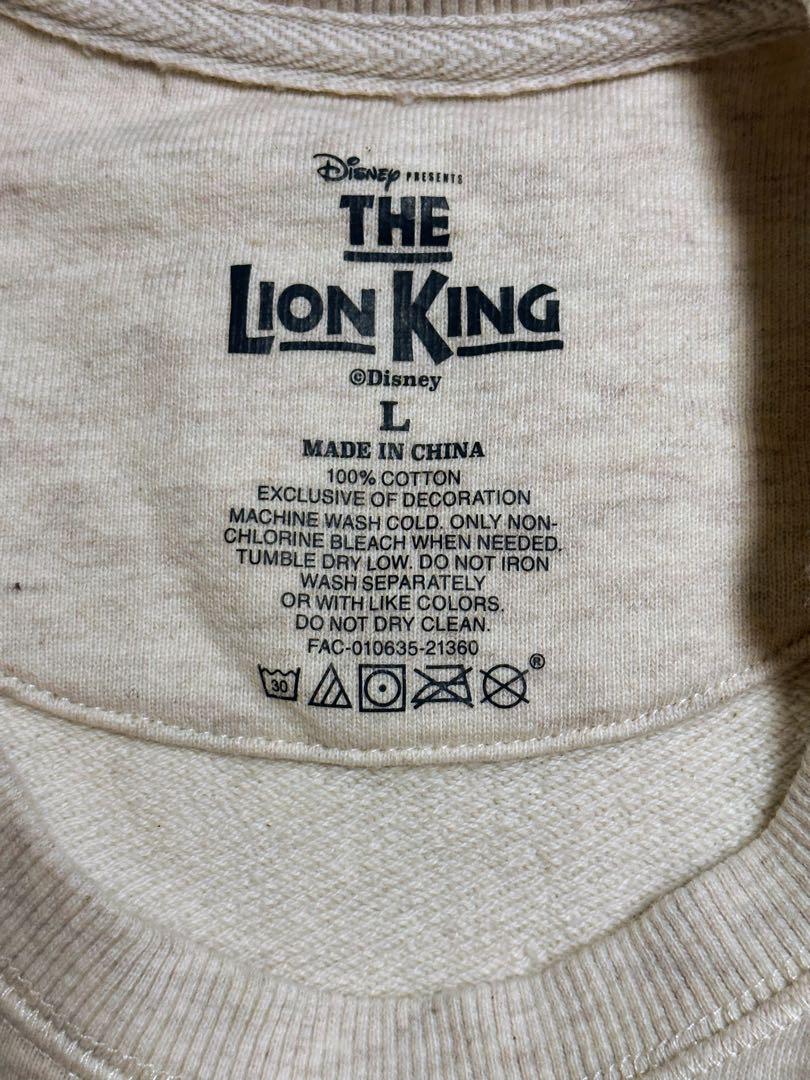 Disney PRESENTS
THE
LION KING
©Disney
L
MADE IN CHINA
100% COTTON
EXCLUSIVE OF DECORATION
MACHINE WASH COLD. ONLY NON-
CHLORINE BLEACH WHEN NEEDED.
TUMBLE DRY LOW. DO NOT IRON
WASH SEPARATELY
OR WITH LIKE COLORS.
DO NOT DRY CLEAN.
FAC-010635-21360
30 ®